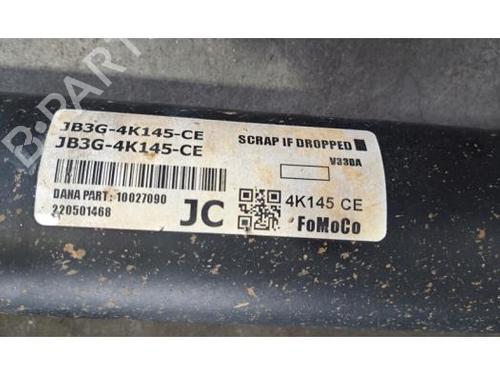 B-PARTS
JB3G-4K145-CE
JB3G-4K145-CE
SCRAP IF DROPPED
V330A
DANA PART: 10027090
220501468
JC
4K145 CE
FoMoCo